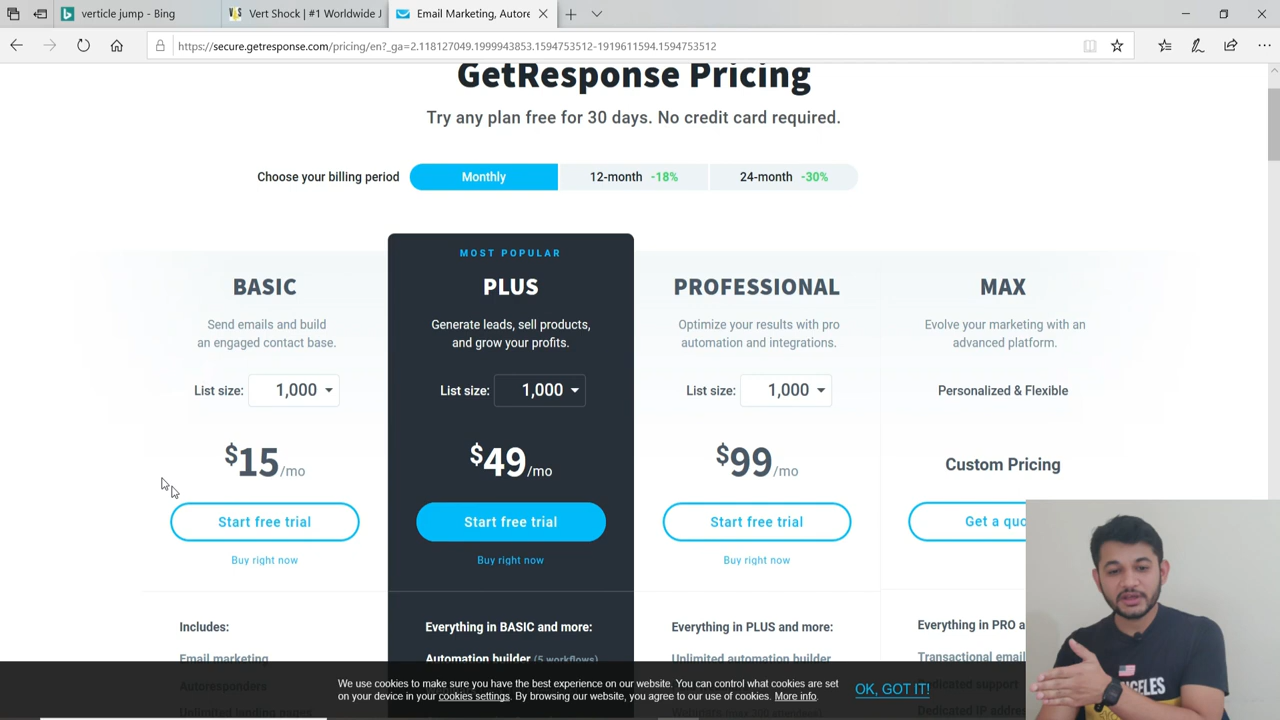 verticle jump - Bing
Vert Shock | #1 Worldwide J
Email Marketing, Autore
https://secure.getresponse.com/pricing/en?_ga=2.118127049.1999943853.1594753512-1919611594.1594753512
GetResponse Pricing
Try any plan free for 30 days. No credit card required.
Choose your billing period
Monthly
12-month -18%
24-month -30%
BASIC
Send emails and build
an engaged contact base.
List size: 1,000
$15/mo
Start free trial
Buy right now
Includes:
Email marketing
Autoresponders
Unlimited landing pages
MOST POPULAR
PLUS
Generate leads, sell products,
and grow your profits.
List size: 1,000
$49/mo
Start free trial
Buy right now
Everything in BASIC and more:
Automation builder (5 workflows)
PROFESSIONAL
Optimize your results with pro
automation and integrations.
List size: 1,000
$99/mo
Start free trial
Buy right now
Everything in PLUS and more:
Unlimited automation builder
MAX
Evolve your marketing with an
advanced platform.
Personalized & Flexible
Custom Pricing
Get a quo
Everything in PRO a
Transactional email
Dedicated support
Dedicated IP addre
We use cookies to make sure you have the best experience on our website. You can control what cookies are set
on your device in your cookies settings. By browsing our website, you agree to our use of cookies. More info.
OK, GOT IT!